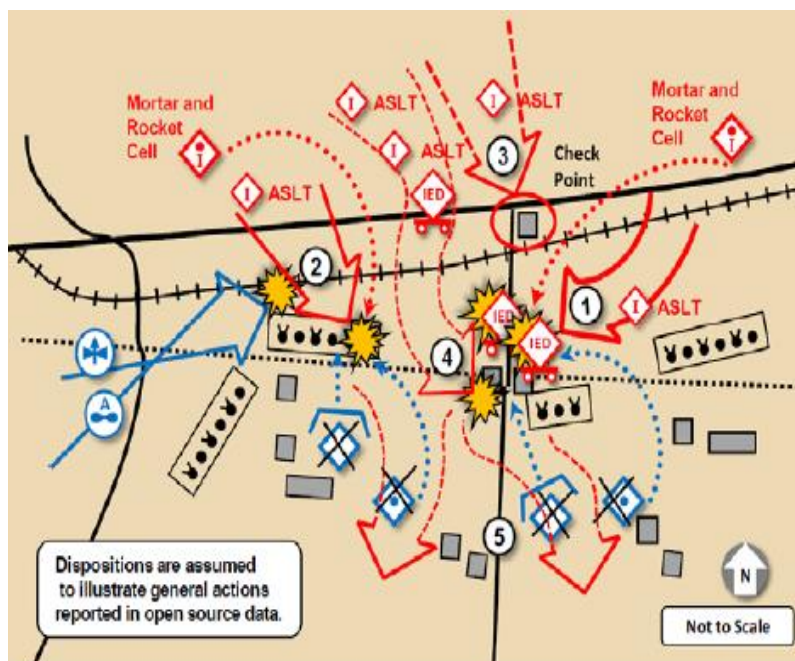 I ASLT
I ASLT
Mortar and
Rocket
Cell
I
Mortar and
Rocket
Cell
I
I ASLT
3
Check
Point
I ASLT
IED
2
1
IED
IED
I ASLT
4
A
5
Dispositions are assumed
to illustrate general actions
reported in open source data.
N
Not to Scale